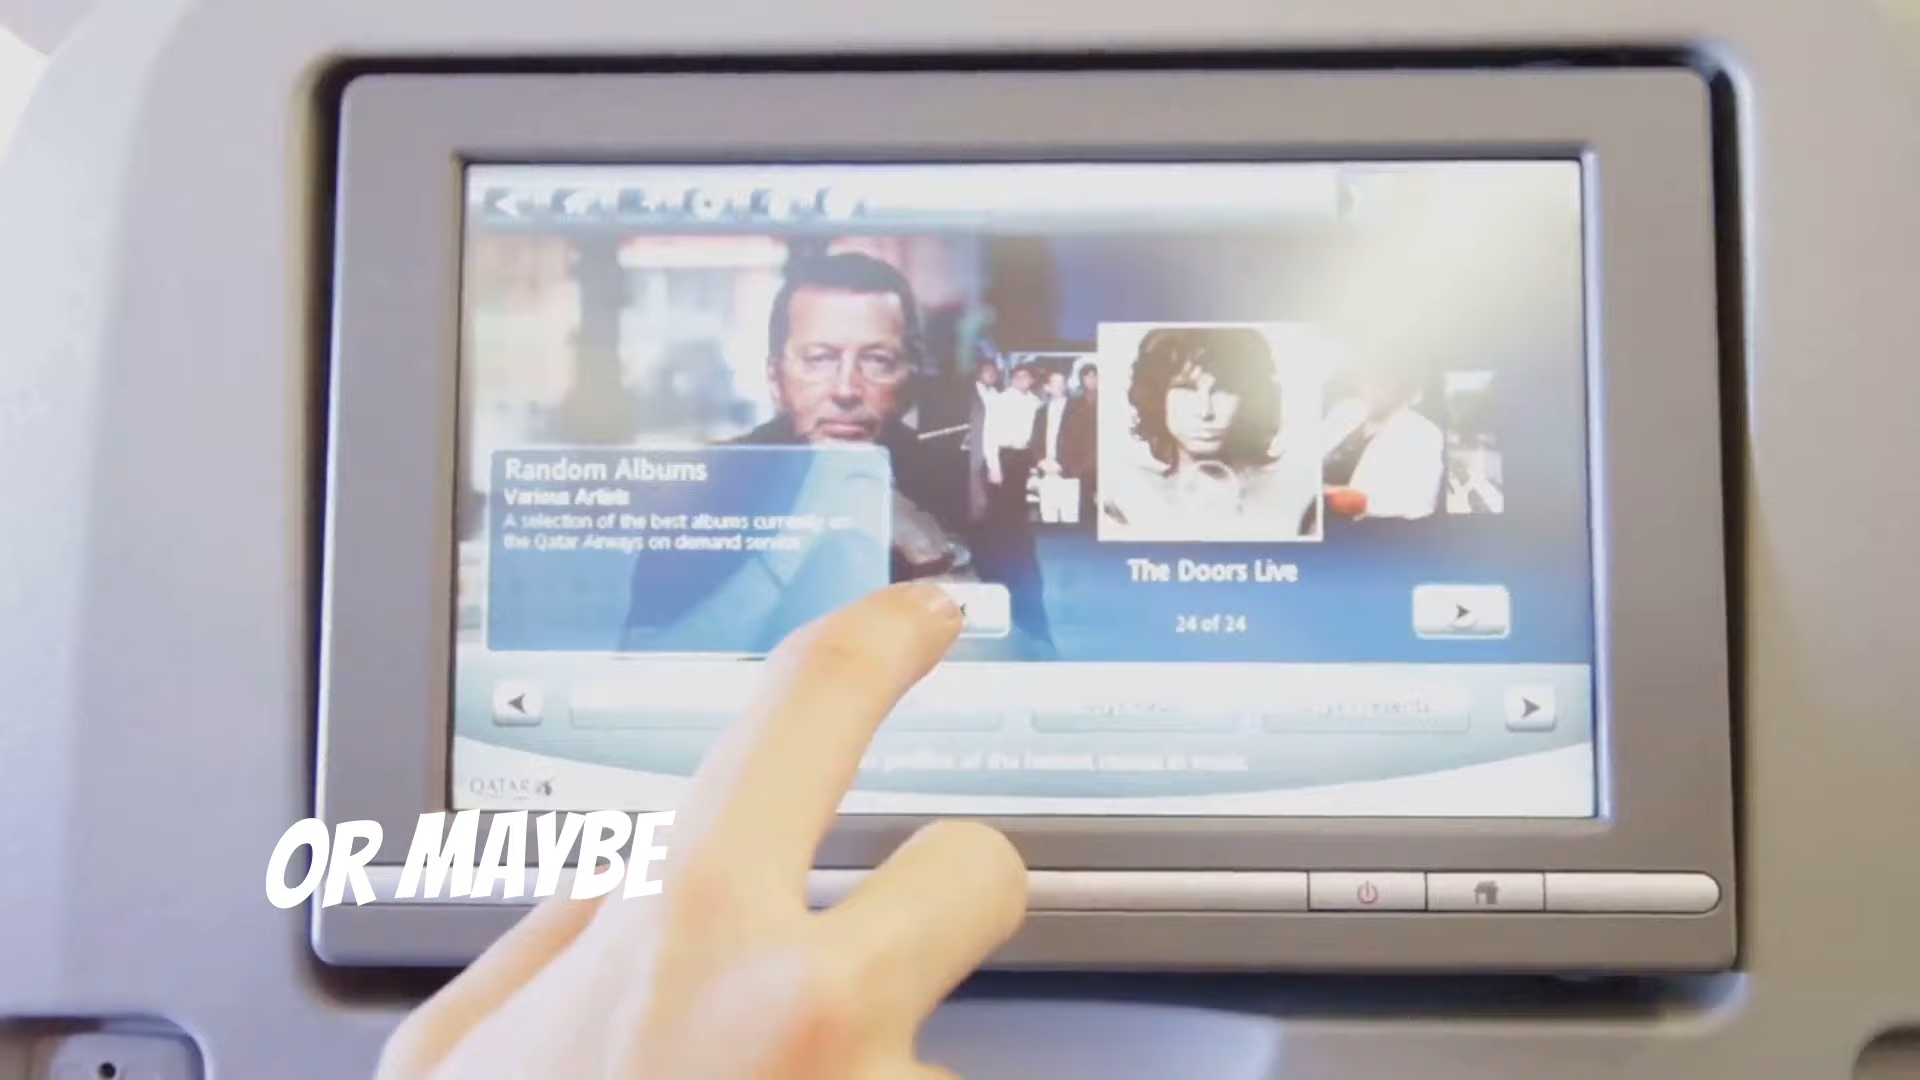 Random Albums
Various Artists
A selection of the best albums currently on
the Qatar Airways on demand service
The Doors Live
24 of 24
QATAR
OR MAYBE